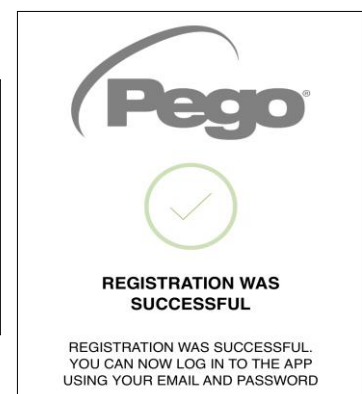 Pego®
REGISTRATION WAS
SUCCESSFUL
REGISTRATION WAS SUCCESSFUL.
YOU CAN NOW LOG IN TO THE APP
USING YOUR EMAIL AND PASSWORD